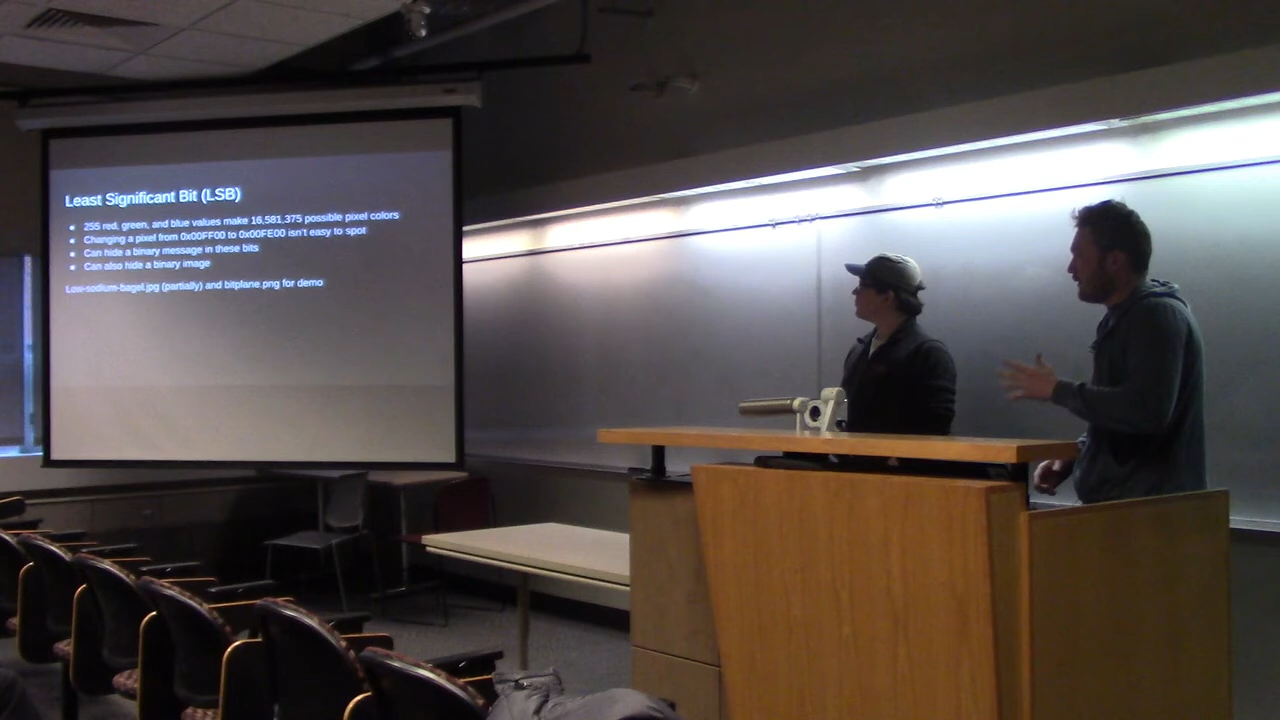 Least Significant Bit (LSB)
255 red, green, and blue values make 16,581,375 possible pixel colors
Changing a pixel from 0x00FF00 to 0x00FE00 isn't easy to spot
Can hide a binary message in these bits
Can also hide a binary image
Low-sodium-bagel.jpg (partially) and bitplane.png for demo